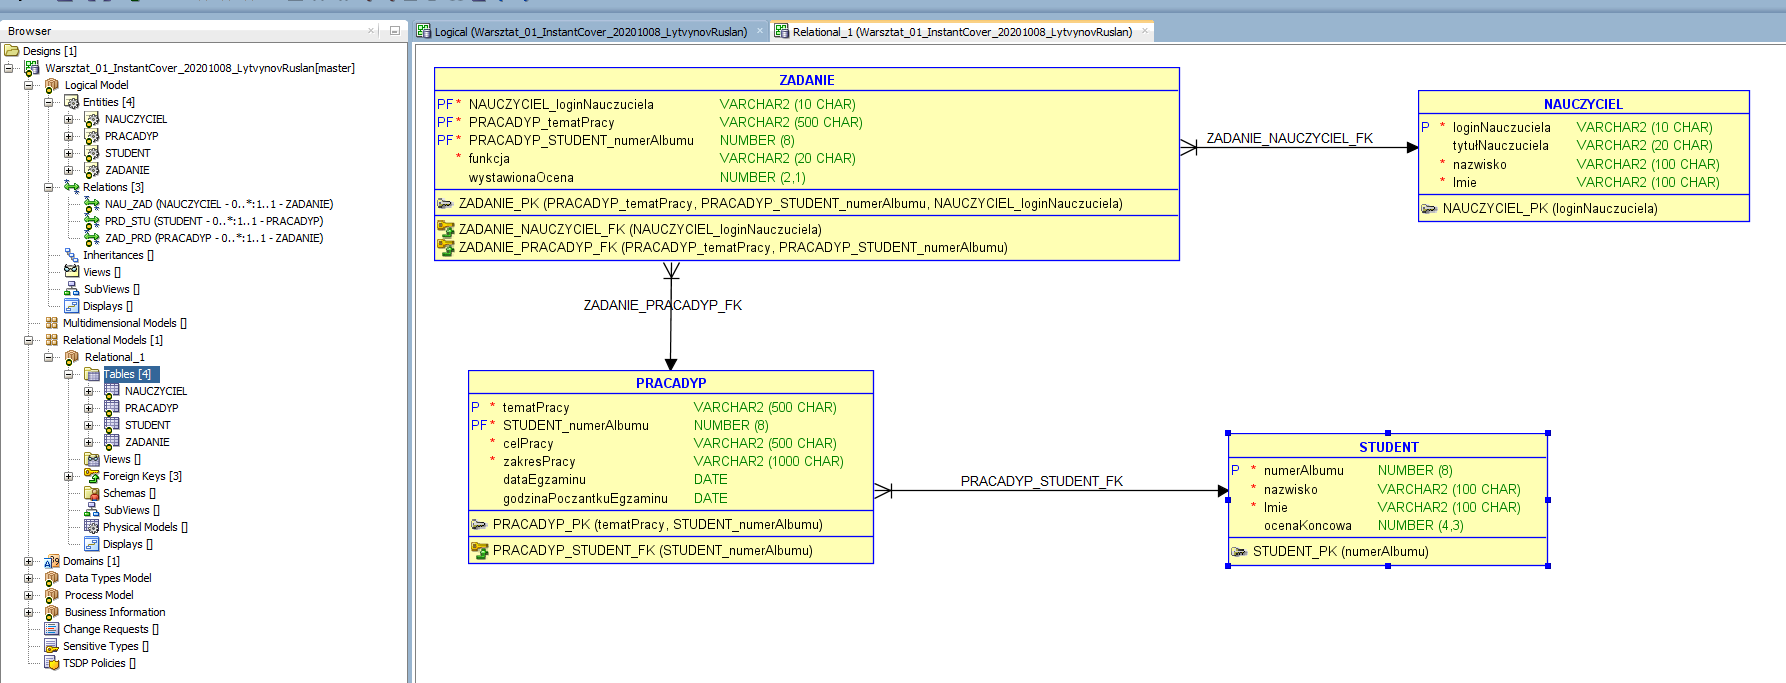 Browser
Designs [1]
Warsztat_01_InstantCover_20201008_LytvynovRuslan[master]
Logical Model
Entities [4]
NAUCZYCIEL
PRACADYP
STUDENT
ZADANIE
Relations [3]
NAU_ZAD (NAUCZYCIEL - 0..*:1..1 - ZADANIE)
PRD_STU (STUDENT - 0..*:1..1 - PRACADYP)
ZAD_PRD (PRACADYP - 0..*:1..1 - ZADANIE)
Inheritances []
Views []
SubViews []
Displays []
Multidimensional Models []
Relational Models [1]
Relational_1
Tables [4]
NAUCZYCIEL
PRACADYP
STUDENT
ZADANIE
Views []
Foreign Keys [3]
Schemas []
SubViews []
Physical Models []
Displays []
Domains [1]
Data Types Model
Process Model
Business Information
Change Requests []
Sensitive Types []
TSDP Policies []
Logical (Warsztat_01_InstantCover_20201008_LytvynovRuslan)
Relational_1 (Warsztat_01_InstantCover_20201008_LytvynovRuslan)
ZADANIE
PF * NAUCZYCIEL_loginNauczuciela VARCHAR2 (10 CHAR)
PF * PRACADYP_tematPracy VARCHAR2 (500 CHAR)
PF * PRACADYP_STUDENT_numerAlbumu NUMBER (8)
* funkcja VARCHAR2 (20 CHAR)
wystawionaOcena NUMBER (2,1)
ZADANIE_PK (PRACADYP_tematPracy, PRACADYP_STUDENT_numerAlbumu, NAUCZYCIEL_loginNauczuciela)
ZADANIE_NAUCZYCIEL_FK (NAUCZYCIEL_loginNauczuciela)
ZADANIE_PRACADYP_FK (PRACADYP_tematPracy, PRACADYP_STUDENT_numerAlbumu)
ZADANIE_NAUCZYCIEL_FK
NAUCZYCIEL
P * loginNauczuciela VARCHAR2 (10 CHAR)
tytułNauczuciela VARCHAR2 (20 CHAR)
* nazwisko VARCHAR2 (100 CHAR)
* Imie VARCHAR2 (100 CHAR)
NAUCZYCIEL_PK (loginNauczuciela)
ZADANIE_PRACADYP_FK
PRACADYP
P * tematPracy VARCHAR2 (500 CHAR)
PF * STUDENT_numerAlbumu NUMBER (8)
* celPracy VARCHAR2 (500 CHAR)
* zakresPracy VARCHAR2 (1000 CHAR)
dataEgzaminu DATE
godzinaPoczantkuEgzaminu DATE
PRACADYP_PK (tematPracy, STUDENT_numerAlbumu)
PRACADYP_STUDENT_FK (STUDENT_numerAlbumu)
PRACADYP_STUDENT_FK
STUDENT
P * numerAlbumu NUMBER (8)
* nazwisko VARCHAR2 (100 CHAR)
* Imie VARCHAR2 (100 CHAR)
ocenaKoncowa NUMBER (4,3)
STUDENT_PK (numerAlbumu)